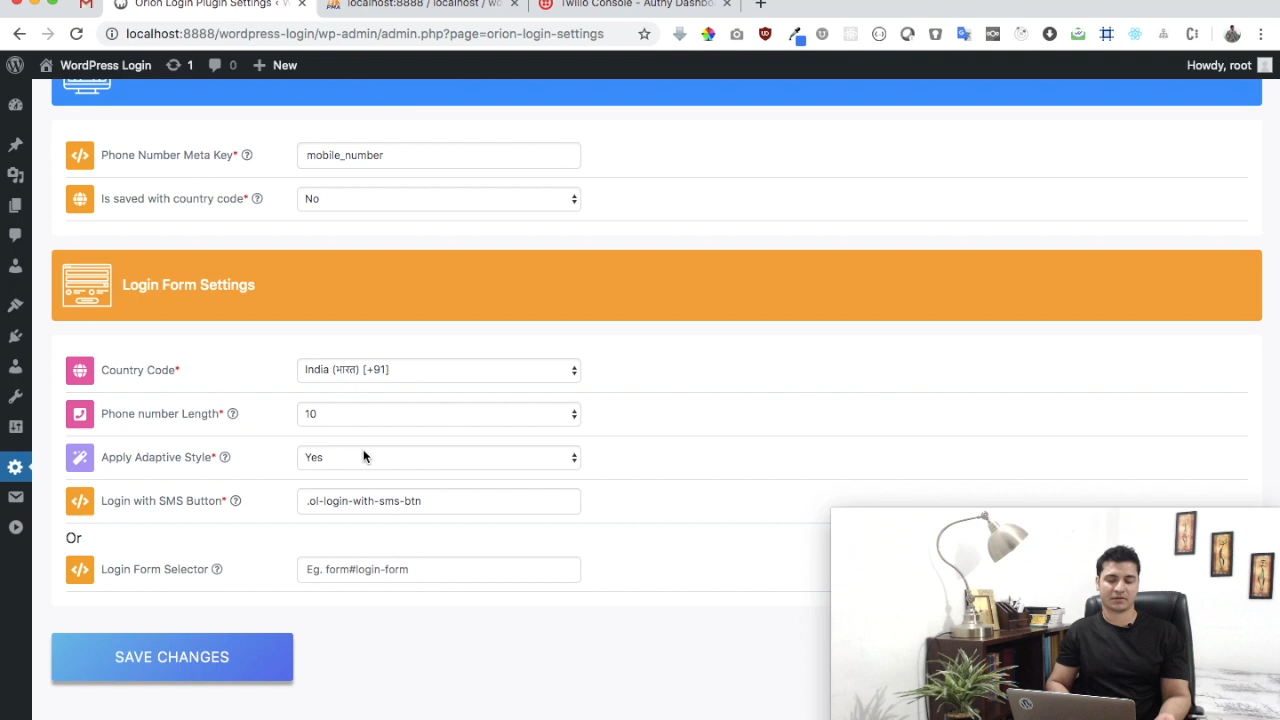 Orion Login Plugin Settings ‹ W
localhost:8888 / localhost / wo
Twilio Console - Authy Dashbo
localhost:8888/wordpress-login/wp-admin/admin.php?page=orion-login-settings
WordPress Login 1 0 New
Howdy, root
Phone Number Meta Key* mobile_number
Is saved with country code* No
Login Form Settings
Country Code* India (भारत) [+91]
Phone number Length* 10
Apply Adaptive Style* Yes
Login with SMS Button* .ol-login-with-sms-btn
Or
Login Form Selector Eg. form#login-form
SAVE CHANGES